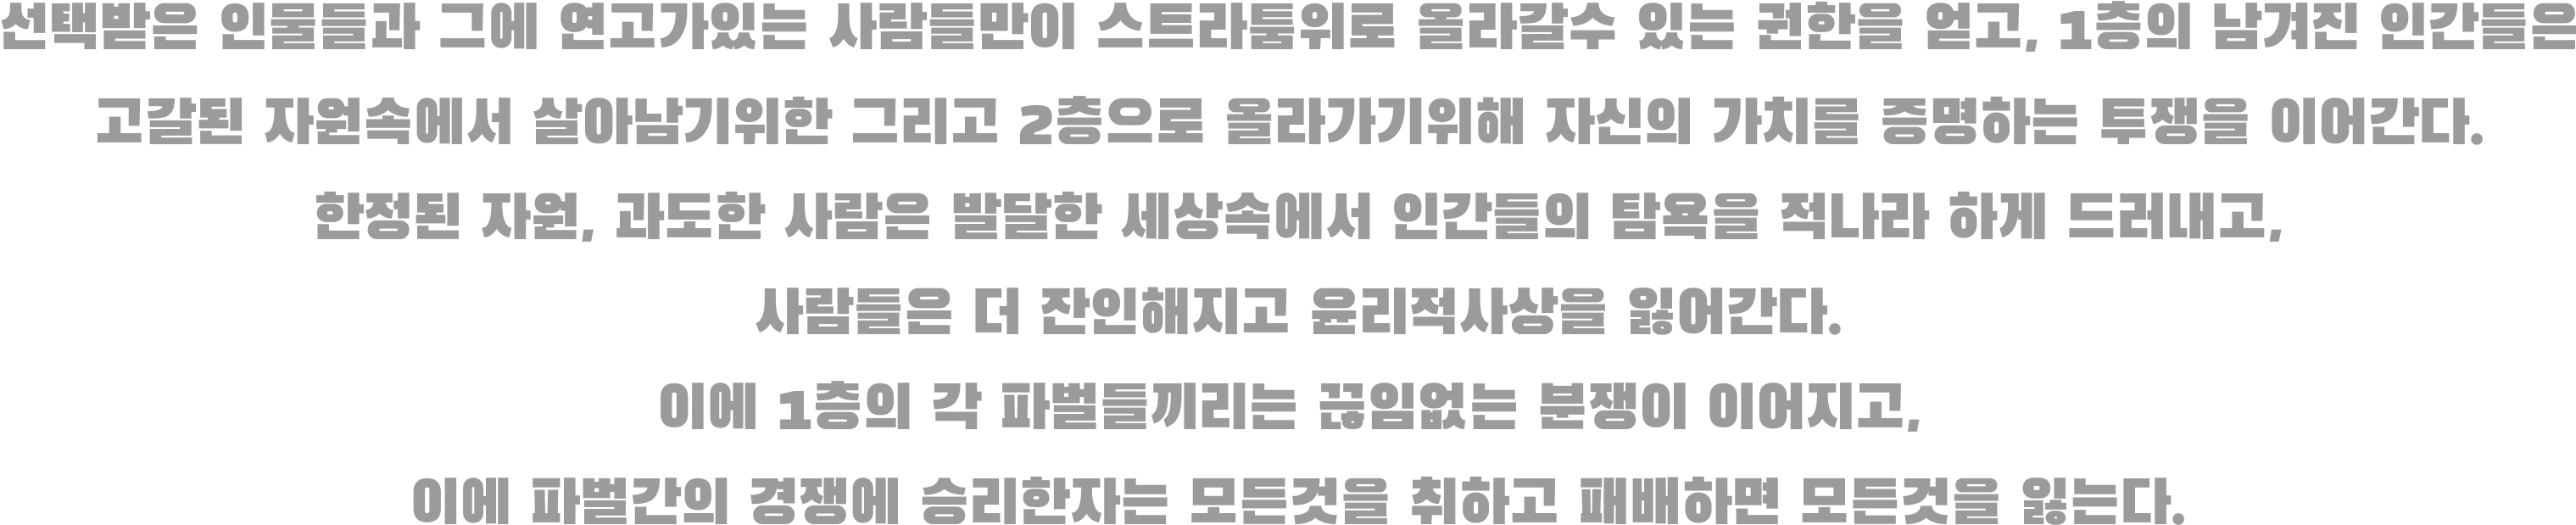 선택받은 인물들과 그에 연고가있는 사람들만이 스트라툼위로 올라갈수 있는 권한을 얻고, 1층의 남겨진 인간들은
고갈된 자원속에서 살아남기위한 그리고 2층으로 올라가기위해 자신의 가치를 증명하는 투쟁을 이어간다.
한정된 자원, 과도한 사람은 발달한 세상속에서 인간들의 탐욕을 적나라 하게 드러내고,
사람들은 더 잔인해지고 윤리적사상을 잃어간다.
이에 1층의 각 파벌들끼리는 끊임없는 분쟁이 이어지고,
이에 파벌간의 경쟁에 승리한자는 모든것을 취하고 패배하면 모든것을 잃는다.